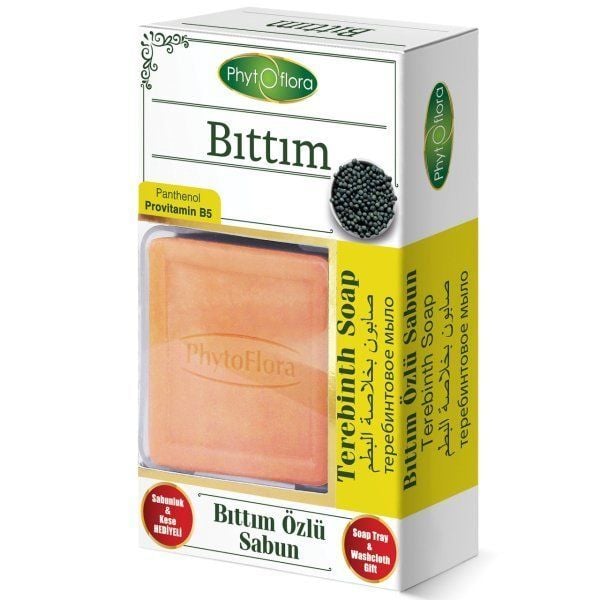 PhytOflora
Bıttım
Panthenol
Provitamin B5
PhytoFlora
Terebinth Soap
صابون بخلاصة البطم
теребинтовое мыло
Sabunluk
&
Kese
HEDİYELİ
Bıttım Özlü
Sabun
Soap Tray
&
Washcloth
Gift
PhytOflora
Bıttım Özlü Sabun
Terebinth Soap
صابون بخلاصة البطم
теребинтовое мыло